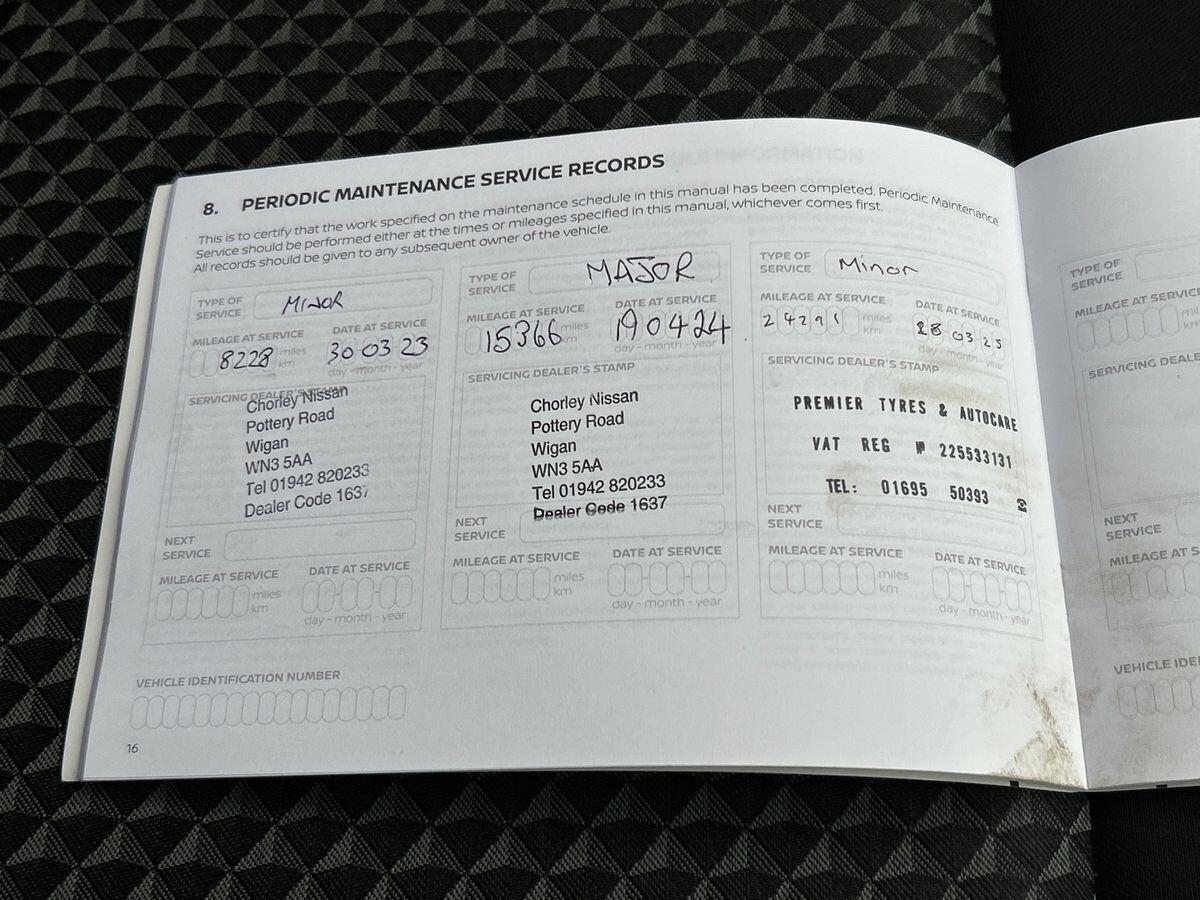 8. PERIODIC MAINTENANCE SERVICE RECORDS
This is to certify that the work specified on the maintenance schedule in this manual has been completed. Periodic Maintenance
Service should be performed either at the times or mileages specified in this manual, whichever comes first.
All records should be given to any subsequent owner of the vehicle.
TYPE OF
SERVICE
MINOR
MILEAGE AT SERVICE
DATE AT SERVICE
8228 miles
km
30 03 23
day - month - year
SERVICING DEALER'S STAMP
Chorley Nissan
Pottery Road
Wigan
WN3 5AA
Tel 01942 820233
Dealer Code 1637
NEXT
SERVICE
MILEAGE AT SERVICE
DATE AT SERVICE
miles
km
day - month - year
TYPE OF
SERVICE
MAJOR
MILEAGE AT SERVICE
DATE AT SERVICE
15366 miles
km
19 04 24
day - month - year
SERVICING DEALER'S STAMP
Chorley Nissan
Pottery Road
Wigan
WN3 5AA
Tel 01942 820233
Dealer Code 1637
NEXT
SERVICE
MILEAGE AT SERVICE
DATE AT SERVICE
miles
km
day - month - year
TYPE OF
SERVICE
Minor
MILEAGE AT SERVICE
DATE AT SERVICE
24291 miles
km
28 03 25
day - month - year
SERVICING DEALER'S STAMP
PREMIER TYRES & AUTOCARE
VAT REG № 225533131
TEL: 01695 50393 ☎
NEXT
SERVICE
MILEAGE AT SERVICE
DATE AT SERVICE
miles
km
day - month - year
VEHICLE IDENTIFICATION NUMBER
16
TYPE OF
SERVICE
MILEAGE AT SERVICE
km
SERVICING DEALE
NEXT
SERVICE
MILEAGE AT S
VEHICLE IDE